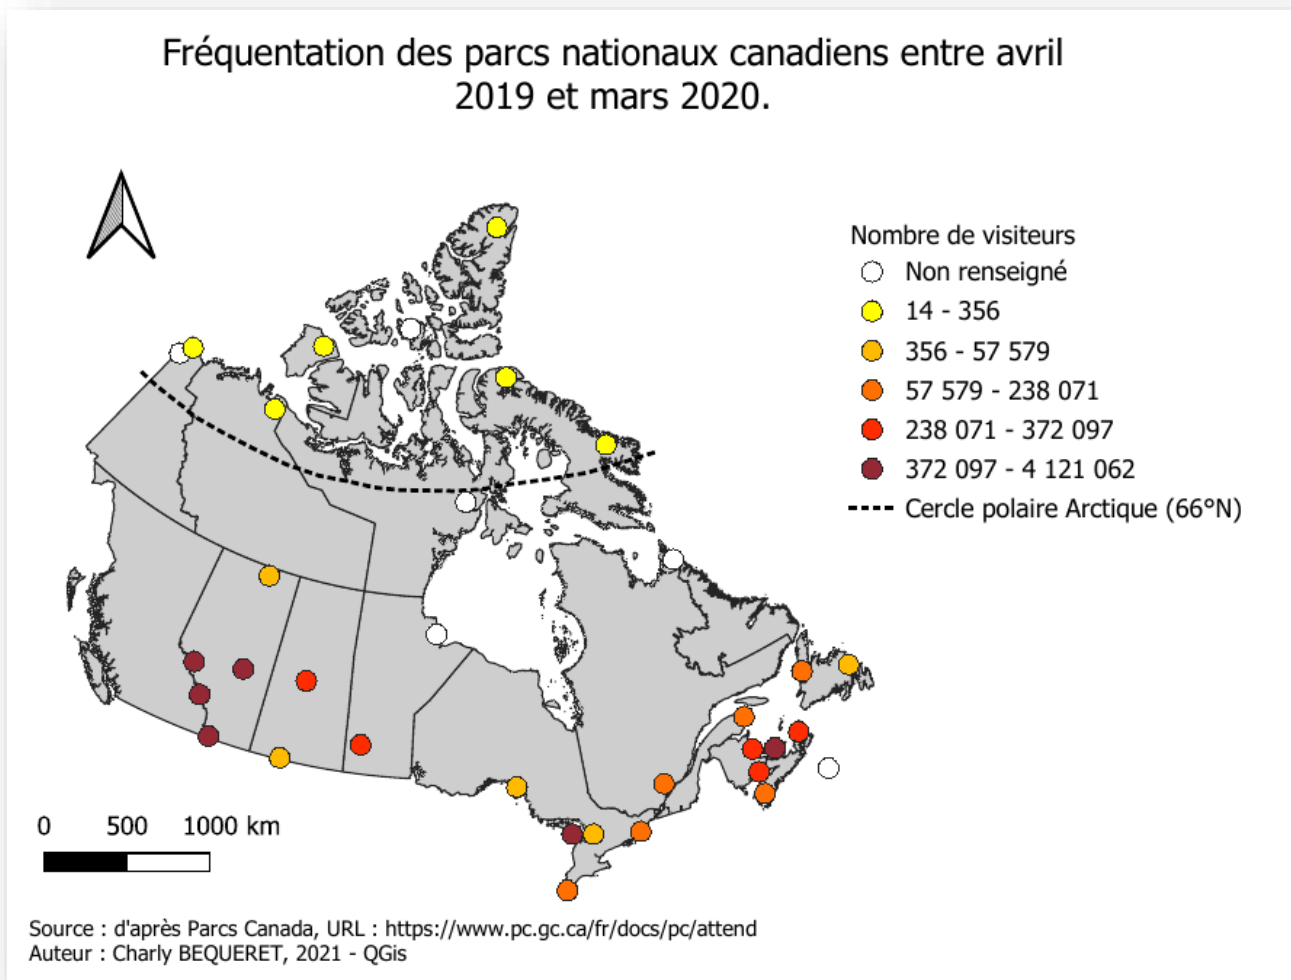 Fréquentation des parcs nationaux canadiens entre avril
2019 et mars 2020.
Nombre de visiteurs
Non renseigné
14 - 356
356 - 57 579
57 579 - 238 071
238 071 - 372 097
372 097 - 4 121 062
Cercle polaire Arctique (66°N)
0 500 1000 km
Source : d'après Parcs Canada, URL : https://www.pc.gc.ca/fr/docs/pc/attend
Auteur : Charly BEQUERET, 2021 - QGis